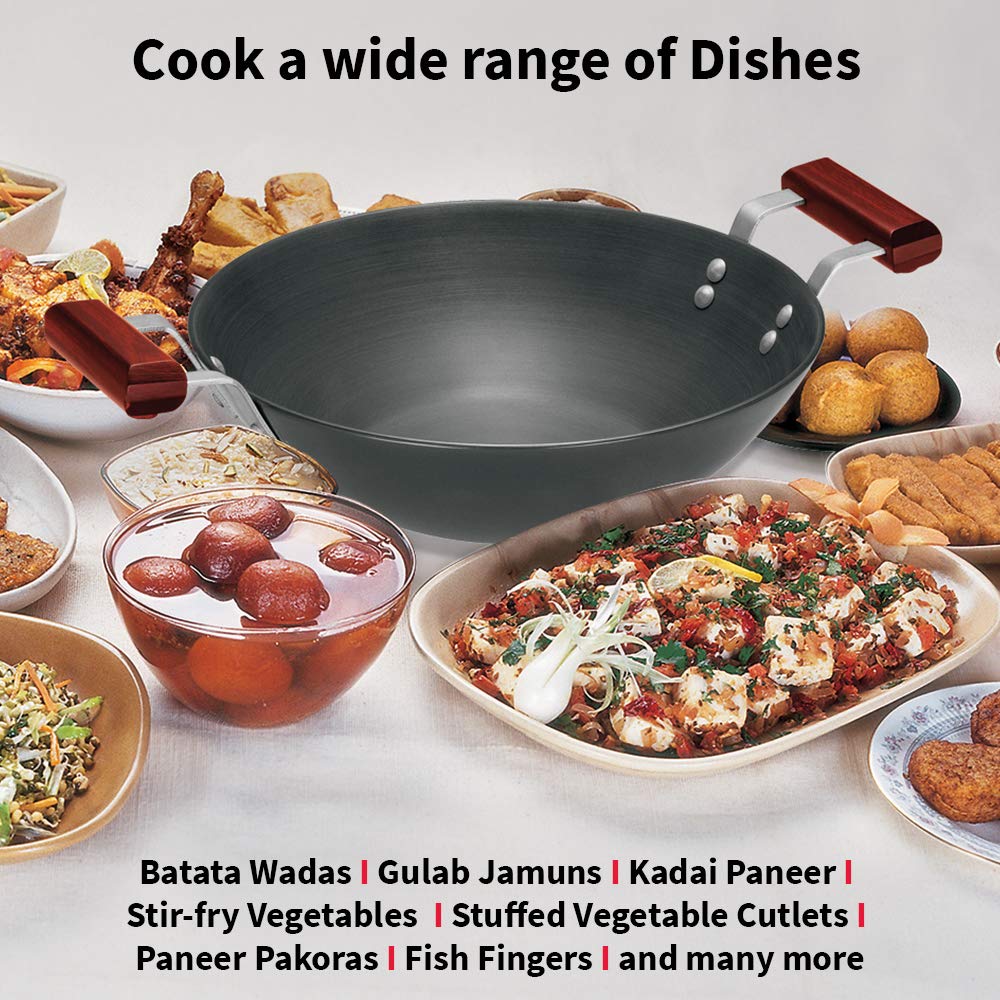 Cook a wide range of Dishes
Batata Wadas | Gulab Jamuns | Kadai Paneer |
Stir-fry Vegetables | Stuffed Vegetable Cutlets |
Paneer Pakoras | Fish Fingers | and many more